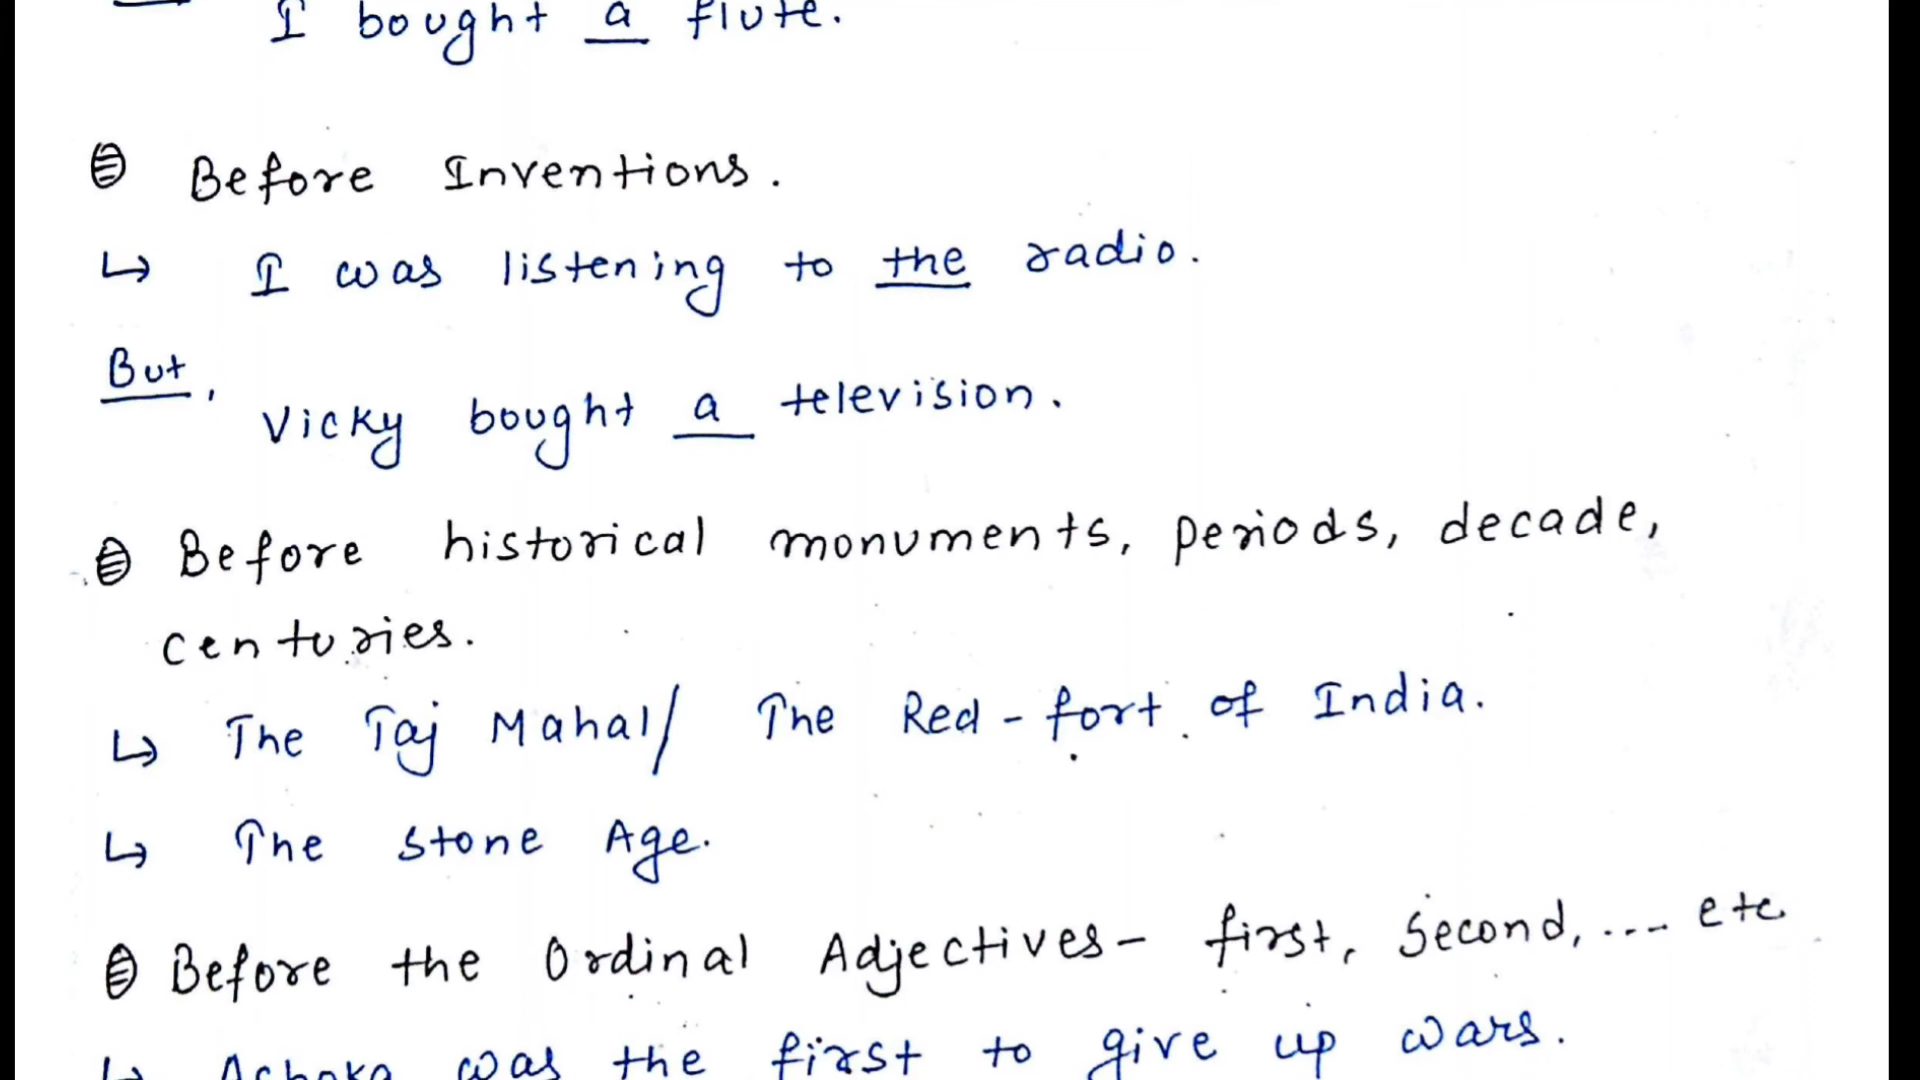 I bought a flute.
Before Inventions.
↳ I was listening to the radio.
But, Vicky bought a television.
Before historical monuments, periods, decade,
centuries.
↳ The Taj Mahal/ The Red-fort of India.
↳ The Stone Age.
Before the Ordinal Adjectives- first, Second, ... etc
↳ Ashoka was the first to give up wars.